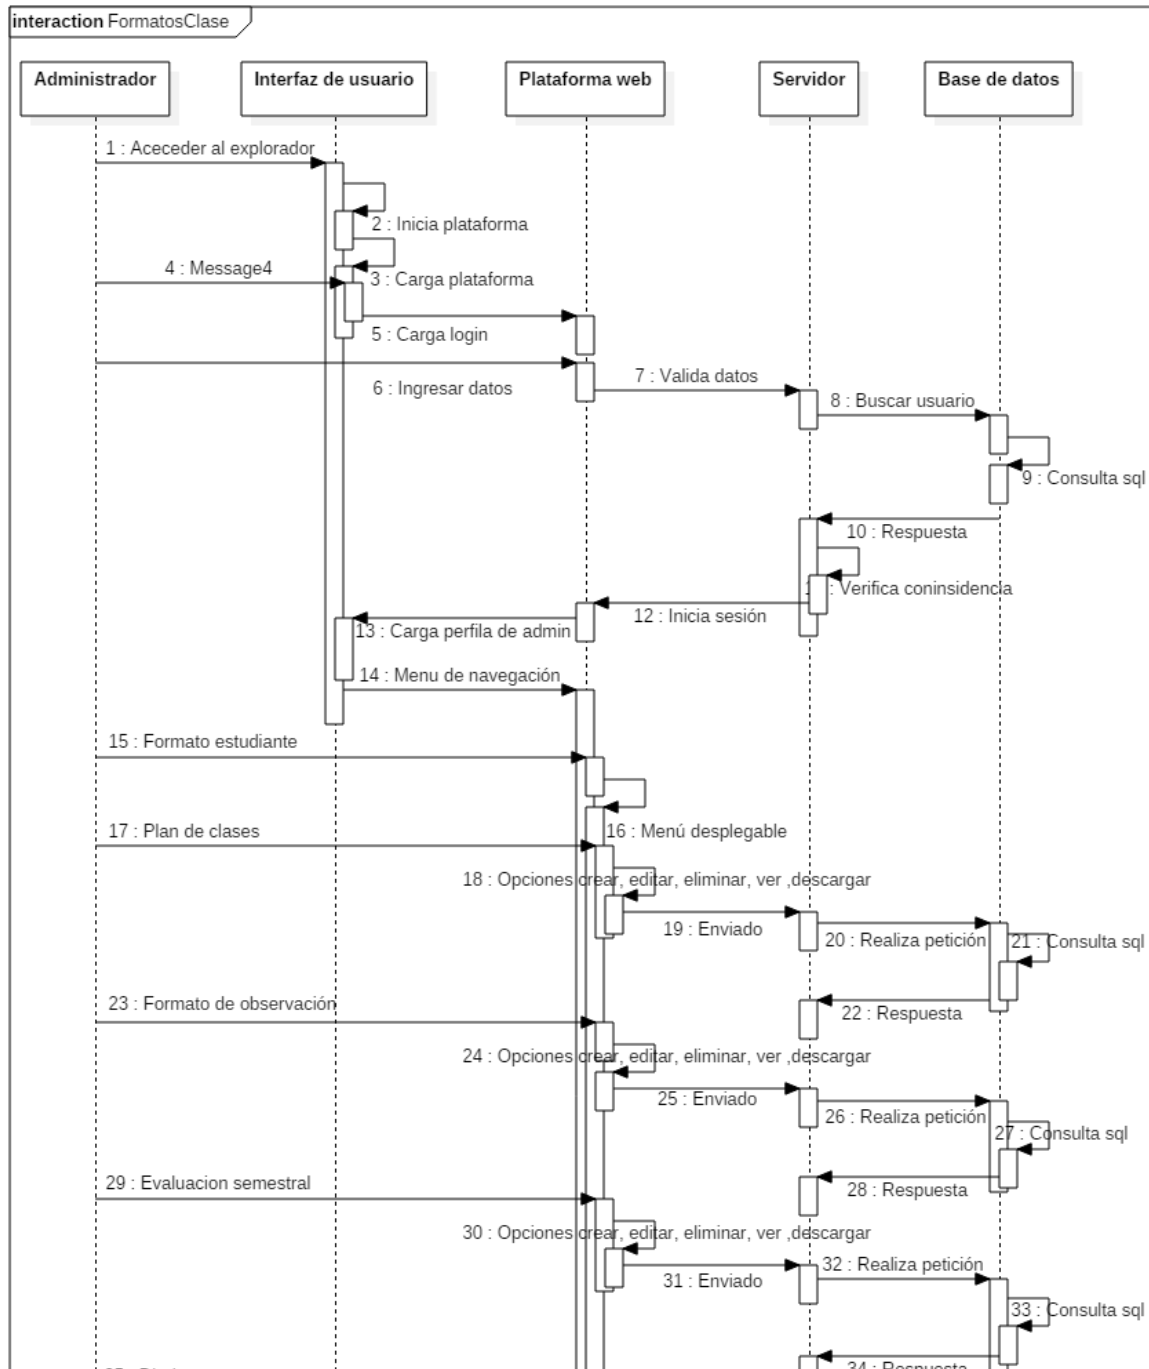 interaction FormatosClase
Administrador
Interfaz de usuario
Plataforma web
Servidor
Base de datos
1 : Aceceder al explorador
2 : Inicia plataforma
4 : Message4
3 : Carga plataforma
5 : Carga login
6 : Ingresar datos
7 : Valida datos
8 : Buscar usuario
9 : Consulta sql
10 : Respuesta
: Verifica coninsidencia
12 : Inicia sesión
13 : Carga perfila de admin
14 : Menu de navegación
15 : Formato estudiante
16 : Menú desplegable
17 : Plan de clases
18 : Opciones crear, editar, eliminar, ver ,descargar
19 : Enviado
20 : Realiza petición
21 : Consulta sql
22 : Respuesta
23 : Formato de observación
24 : Opciones crear, editar, eliminar, ver ,descargar
25 : Enviado
26 : Realiza petición
27 : Consulta sql
28 : Respuesta
29 : Evaluacion semestral
30 : Opciones crear, editar, eliminar, ver ,descargar
31 : Enviado
32 : Realiza petición
33 : Consulta sql
34 : Respuesta